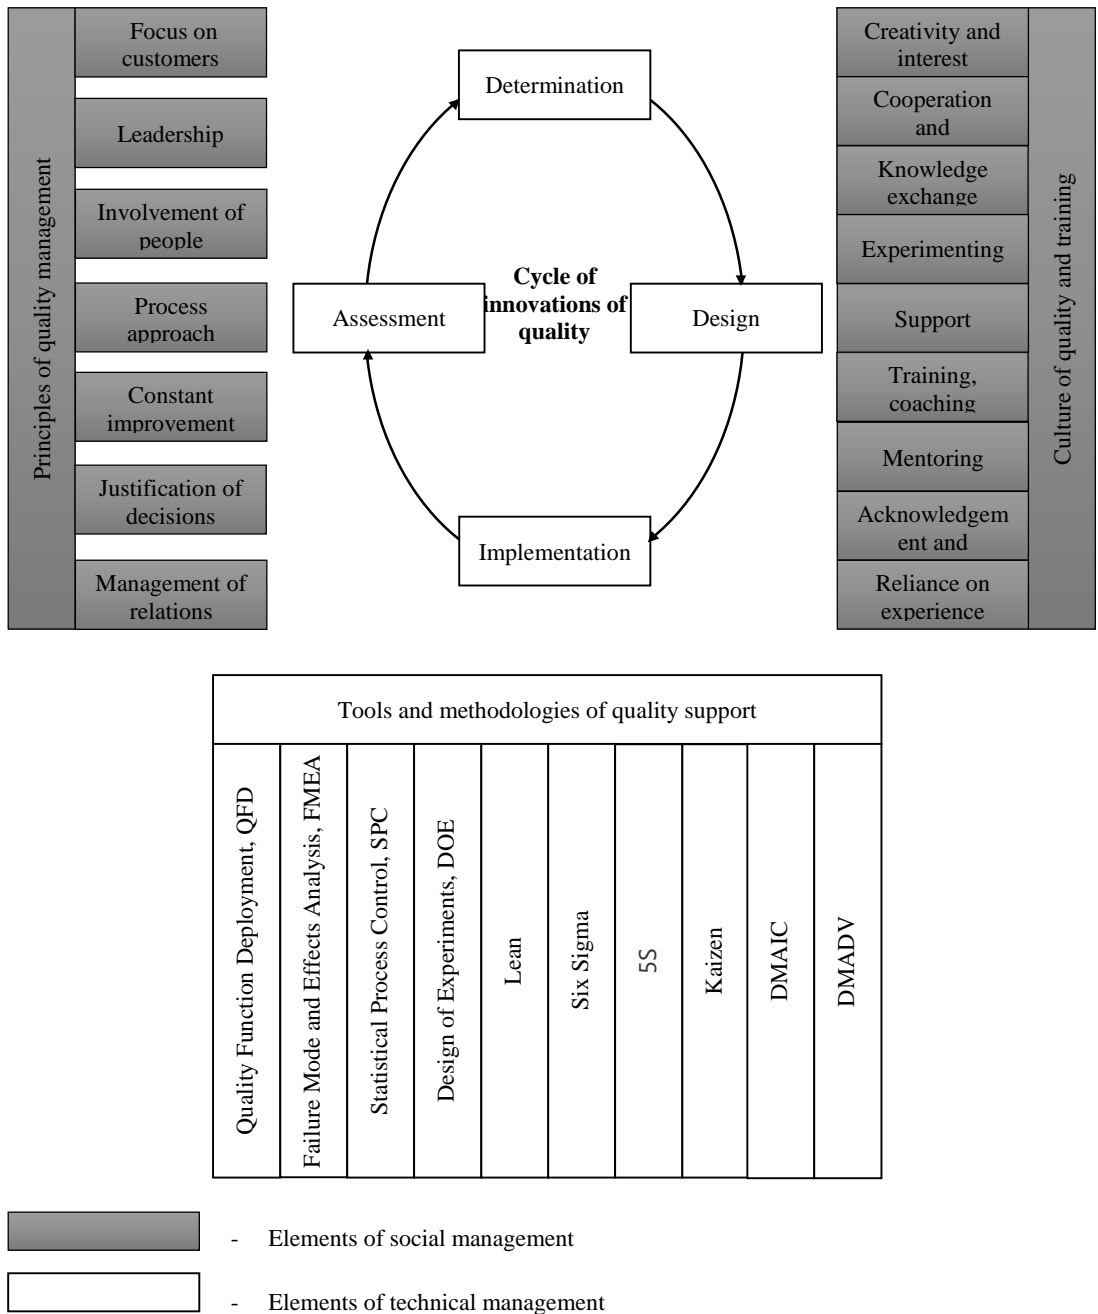 Principles of quality management
Focus on
customers
Leadership
Involvement of
people
Process
approach
Constant
improvement
Justification of
decisions
Management of
relations
Determination
Cycle of
innovations of
quality
Assessment
Design
Implementation
Creativity and
interest
Cooperation
and
Knowledge
exchange
Experimenting
Support
Training,
coaching
Mentoring
Acknowledgem
ent and
Reliance on
experience
Culture of quality and training
Tools and methodologies of quality support
Quality Function Deployment, QFD
Failure Mode and Effects Analysis, FMEA
Statistical Process Control, SPC
Design of Experiments, DOE
Lean
Six Sigma
5S
Kaizen
DMAIC
DMADV
- Elements of social management
- Elements of technical management